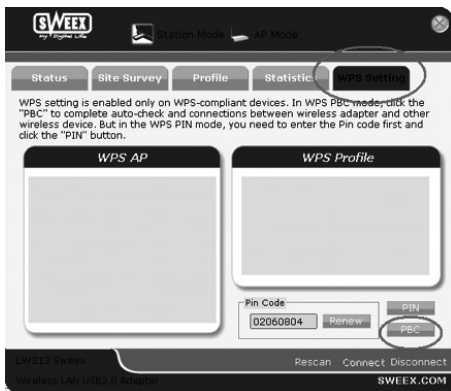 SWEEX
my Digital Life
Station Mode
AP Mode
Status
Site Survey
Profile
Statistics
WPS Setting
WPS setting is enabled only on WPS-compliant devices. In WPS PBC mode, click the
"PBC" to complete auto-check and connections between wireless adapter and other
wireless device. But in the WPS PIN mode, you need to enter the Pin code first and
click the "PIN" button.
WPS AP
WPS Profile
Pin Code
02060804
Renew
PIN
PBC
LW313 Sweex
Wireless LAN USB2.0 Adapter
Rescan
Connect
Disconnect
SWEEX.COM